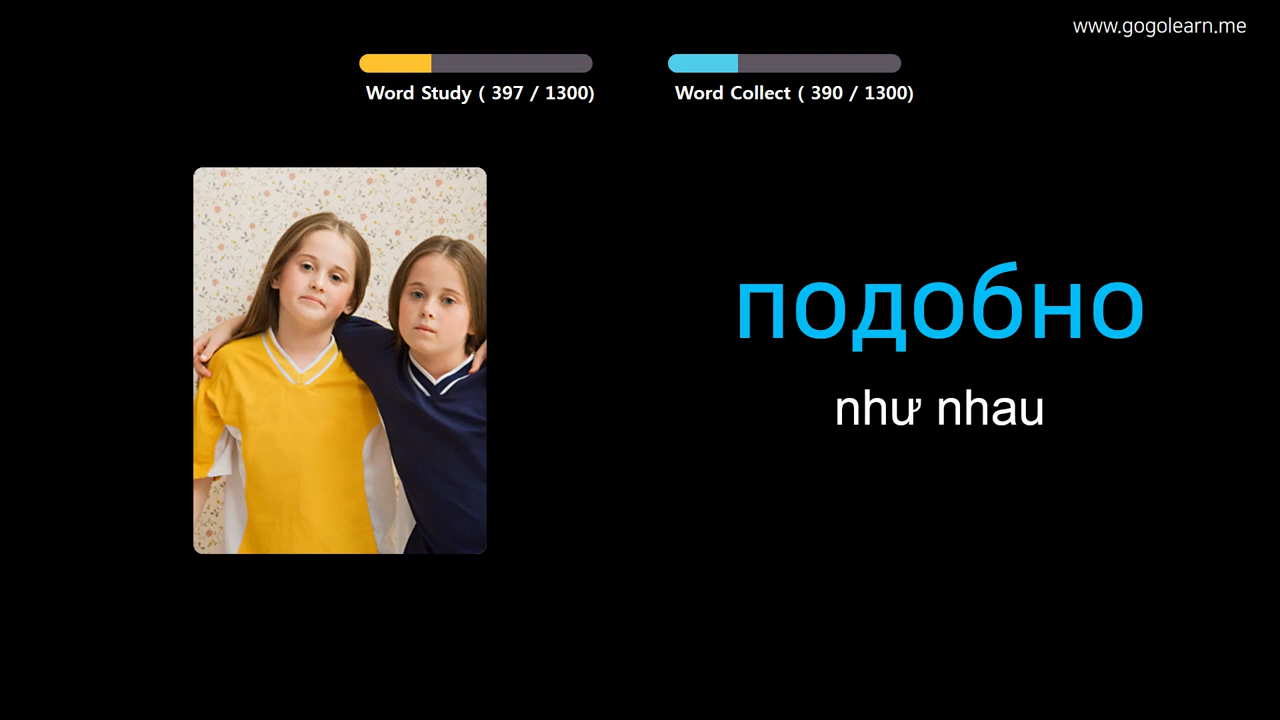 www.gogolearn.me
Word Study ( 397 / 1300)
Word Collect ( 390 / 1300)
подобно
như nhau